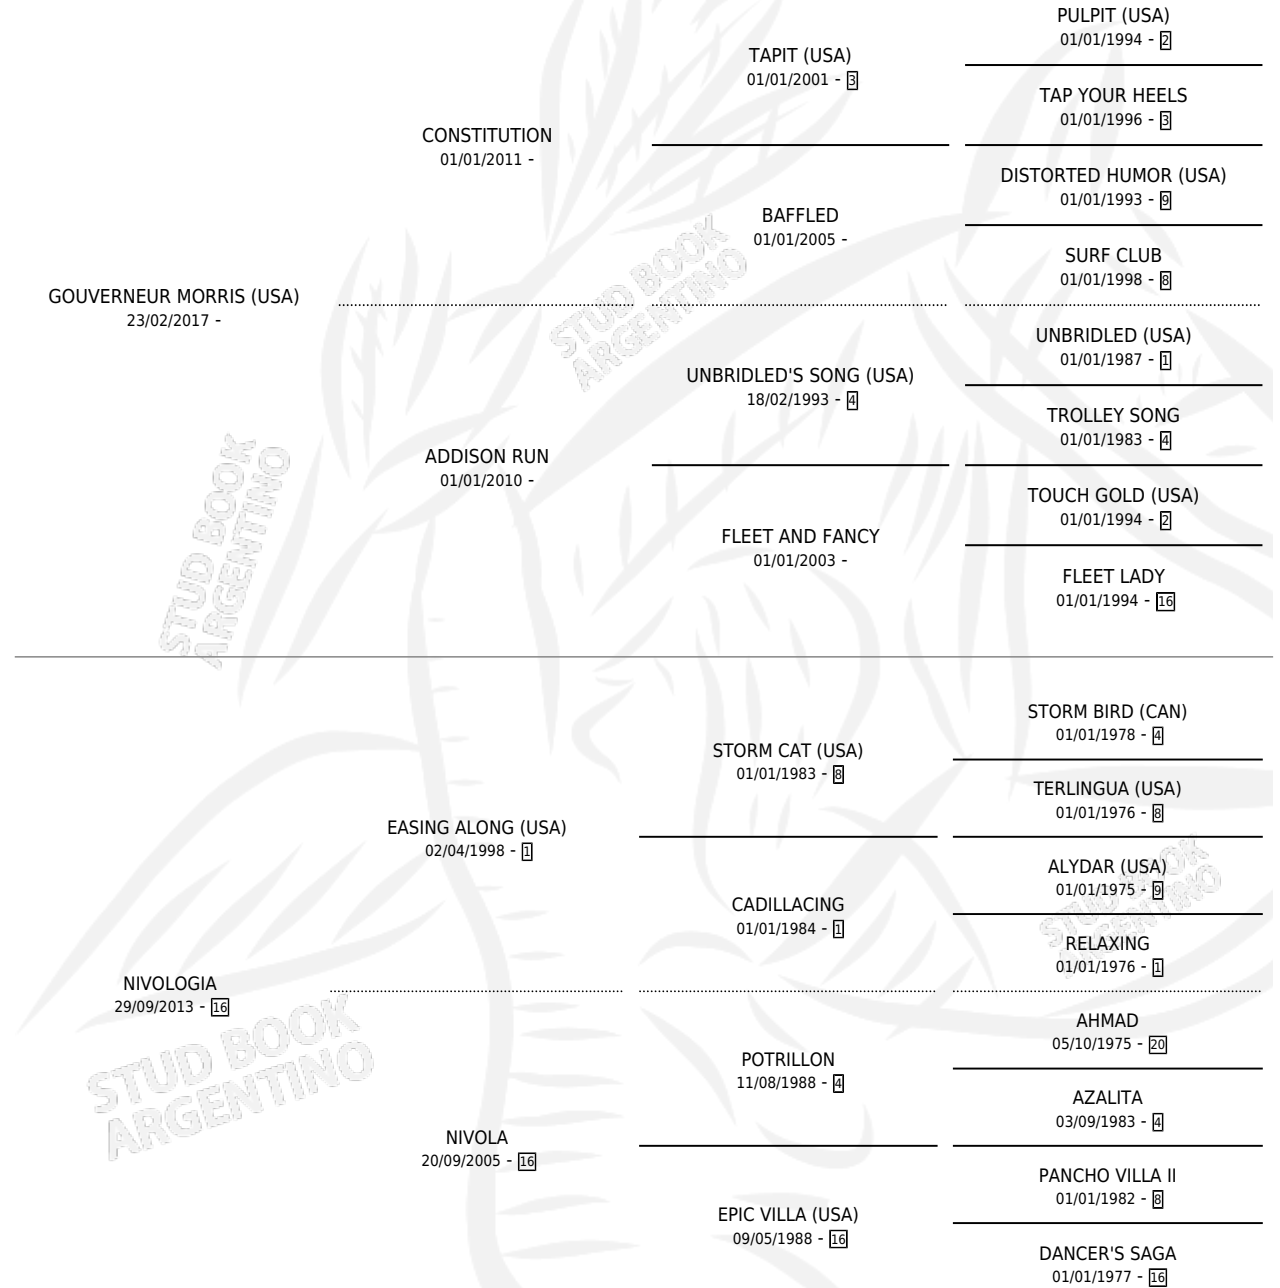 PULPIT (USA)
01/01/1994 - 2
TAPIT (USA)
01/01/2001 - 3
TAP YOUR HEELS
01/01/1996 - 3
CONSTITUTION
01/01/2011 -
DISTORTED HUMOR (USA)
01/01/1993 - 9
BAFFLED
01/01/2005 -
SURF CLUB
01/01/1998 - 8
GOUVERNEUR MORRIS (USA)
23/02/2017 -
UNBRIDLED (USA)
01/01/1987 - 1
UNBRIDLED'S SONG (USA)
18/02/1993 - 4
TROLLEY SONG
01/01/1983 - 4
ADDISON RUN
01/01/2010 -
TOUCH GOLD (USA)
01/01/1994 - 2
FLEET AND FANCY
01/01/2003 -
FLEET LADY
01/01/1994 - 16
STORM BIRD (CAN)
01/01/1978 - 4
STORM CAT (USA)
01/01/1983 - 8
TERLINGUA (USA)
01/01/1976 - 8
EASING ALONG (USA)
02/04/1998 - 1
ALYDAR (USA)
01/01/1975 - 9
CADILLACING
01/01/1984 - 1
RELAXING
01/01/1976 - 1
NIVOLOGIA
29/09/2013 - 16
AHMAD
05/10/1975 - 20
POTRILLON
11/08/1988 - 4
AZALITA
03/09/1983 - 4
NIVOLA
20/09/2005 - 16
PANCHO VILLA II
01/01/1982 - 8
EPIC VILLA (USA)
09/05/1988 - 16
DANCER'S SAGA
01/01/1977 - 16
STUD BOOK
ARGENTINO
STUD BOOK
ARGENTINO
STUD BOOK
ARGENTINO
STUD BOOK
ARGENTINO